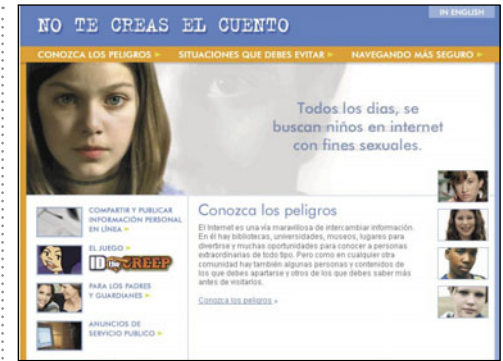 IN ENGLISH
NO TE CREAS EL CUENTO
CONOZCA LOS PELIGROS
SITUACIONES QUE DEBES EVITAR
NAVEGANDO MÁS SEGURO
Todos los dias, se
buscan niños en internet
con fines sexuales.
COMPARTIR Y PUBLICAR
INFORMACIÓN PERSONAL
EN LÍNEA
EL JUEGO
ID the CREEP
PARA LOS PADRES
Y GUARDIANES
ANUNCIOS DE
SERVICIO PUBLICO
Conozca los peligros
El Internet es una vía maravillosa de intercambiar información.
En él hay bibliotecas, universidades, museos, lugares para
divertirse y muchas oportunidades para conocer a personas
extraordinarias de todo tipo. Pero como en cualquier otra
comunidad hay también algunas personas y contenidos de
los que debes apartarse y otros de los que debes saber más
antes de visitarlos.
Conozca los peligros »